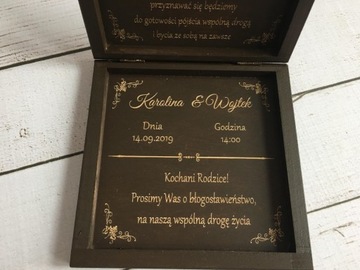 przyznawać się będziemy
do gotowości pójścia wspólną drogą
i bycia ze sobą na zawsze
Karolina & Wojtek
Dnia Godzina
14.09.2019 14:00
Kochani Rodzice!
Prosimy Was o błogosławieństwo,
na naszą wspólną drogę życia